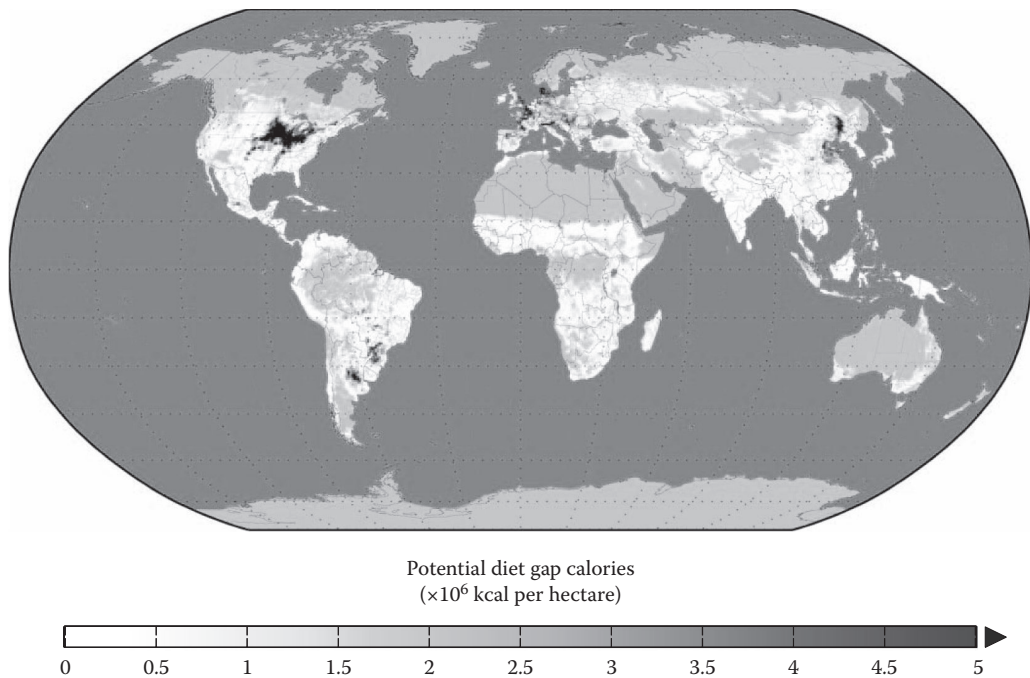 Potential diet gap calories
(×10⁶ kcal per hectare)
0 0.5 1 1.5 2 2.5 3 3.5 4 4.5 5